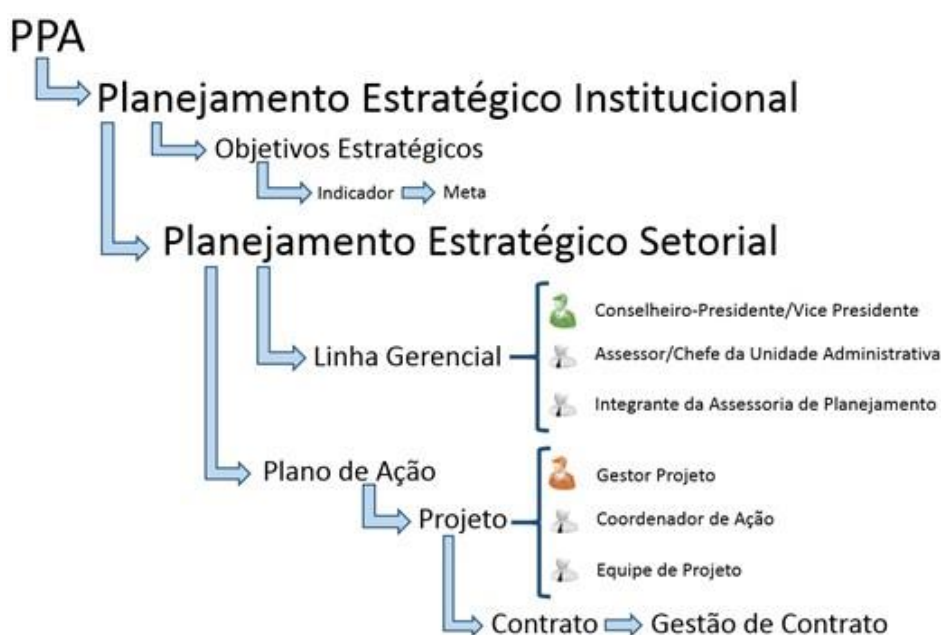 PPA
Planejamento Estratégico Institucional
Objetivos Estratégicos
Indicador
Meta
Planejamento Estratégico Setorial
Linha Gerencial
Conselheiro-Presidente/Vice Presidente
Assessor/Chefe da Unidade Administrativa
Integrante da Assessoria de Planejamento
Plano de Ação
Projeto
Gestor Projeto
Coordenador de Ação
Equipe de Projeto
Contrato
Gestão de Contrato